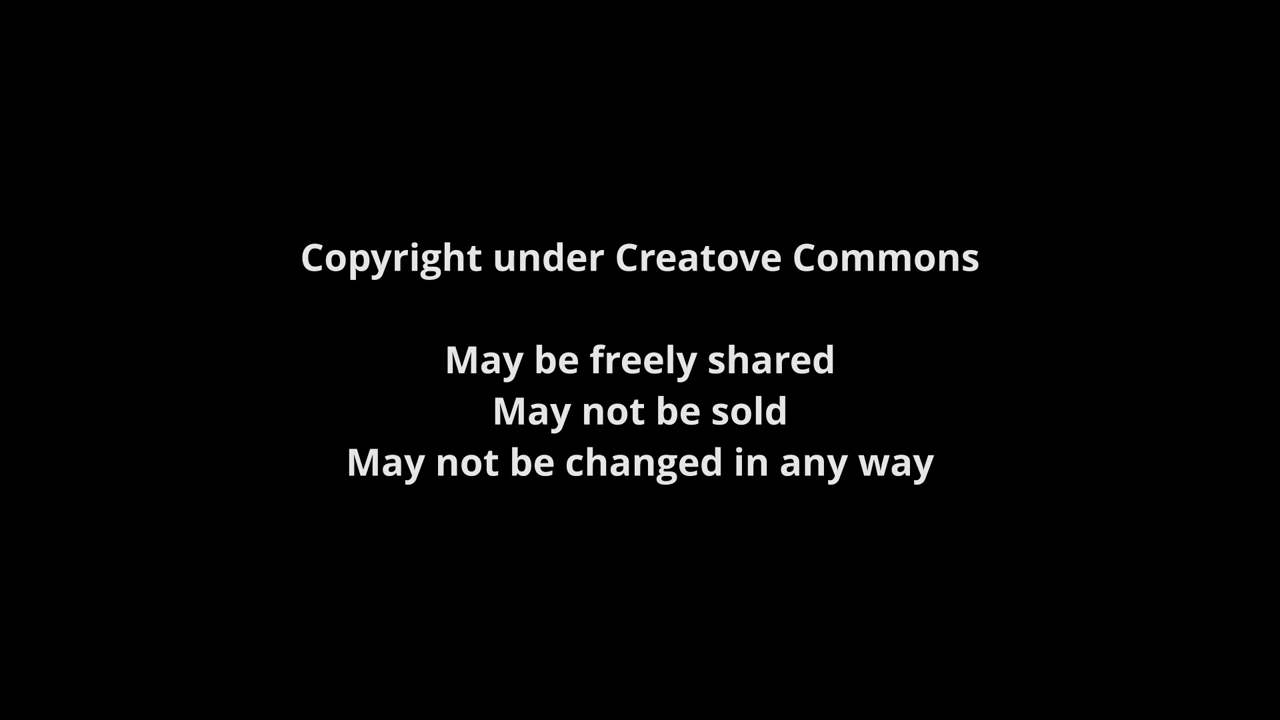 Copyright under Creatove Commons
May be freely shared
May not be sold
May not be changed in any way